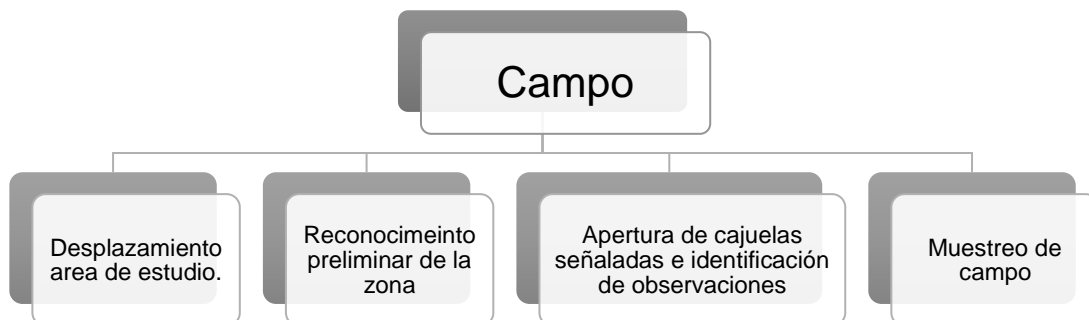 Campo
Desplazamiento
area de estudio.
Reconocimeinto
preliminar de la
zona
Apertura de cajuelas
señaladas e identificación
de observaciones
Muestreo de
campo